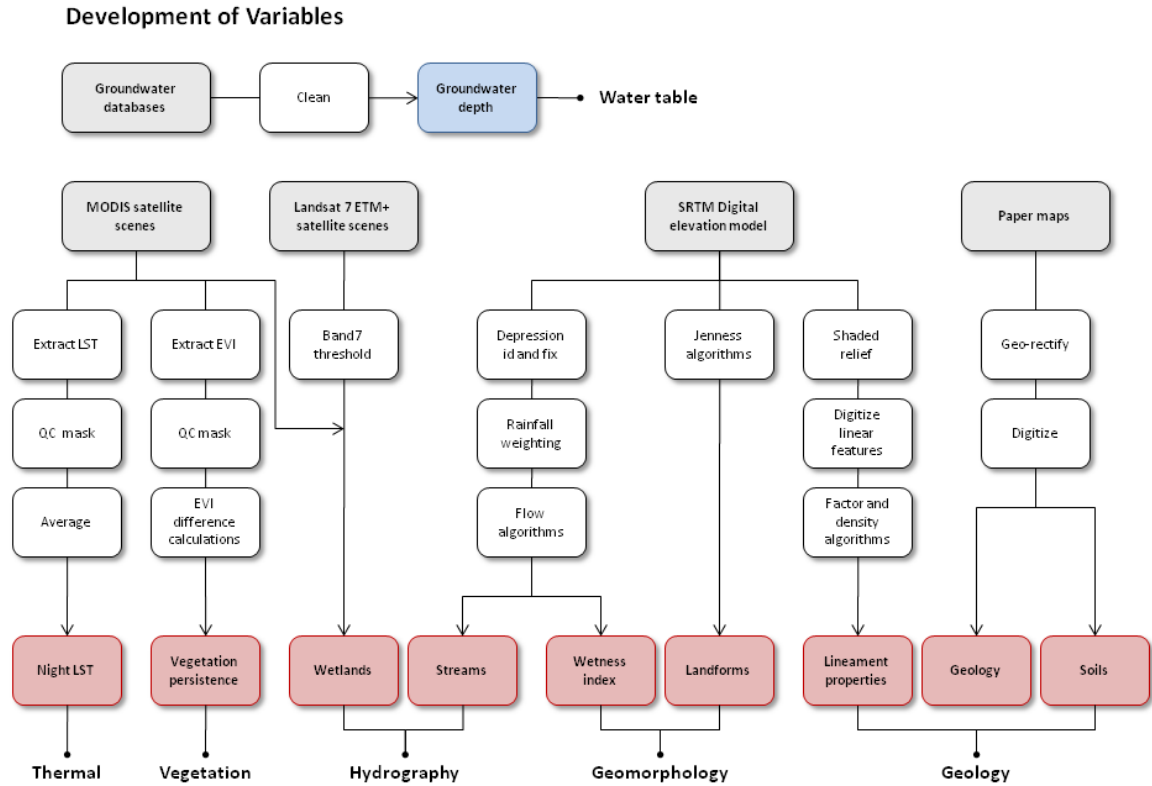 Development of Variables
Groundwater
databases
Clean
Groundwater
depth
Water table
MODIS satellite
scenes
Landsat 7 ETM+
satellite scenes
SRTM Digital
elevation model
Paper maps
Extract LST
Extract EVI
Band7
threshold
Depression
id and fix
Jenness
algorithms
Shaded
relief
Geo-rectify
QC mask
QC mask
Rainfall
weighting
Digitize
linear
features
Digitize
Average
EVI
difference
calculations
Flow
algorithms
Factor and
density
algorithms
Night LST
Vegetation
persistence
Wetlands
Streams
Wetness
index
Landforms
Lineament
properties
Geology
Soils
Thermal
Vegetation
Hydrography
Geomorphology
Geology